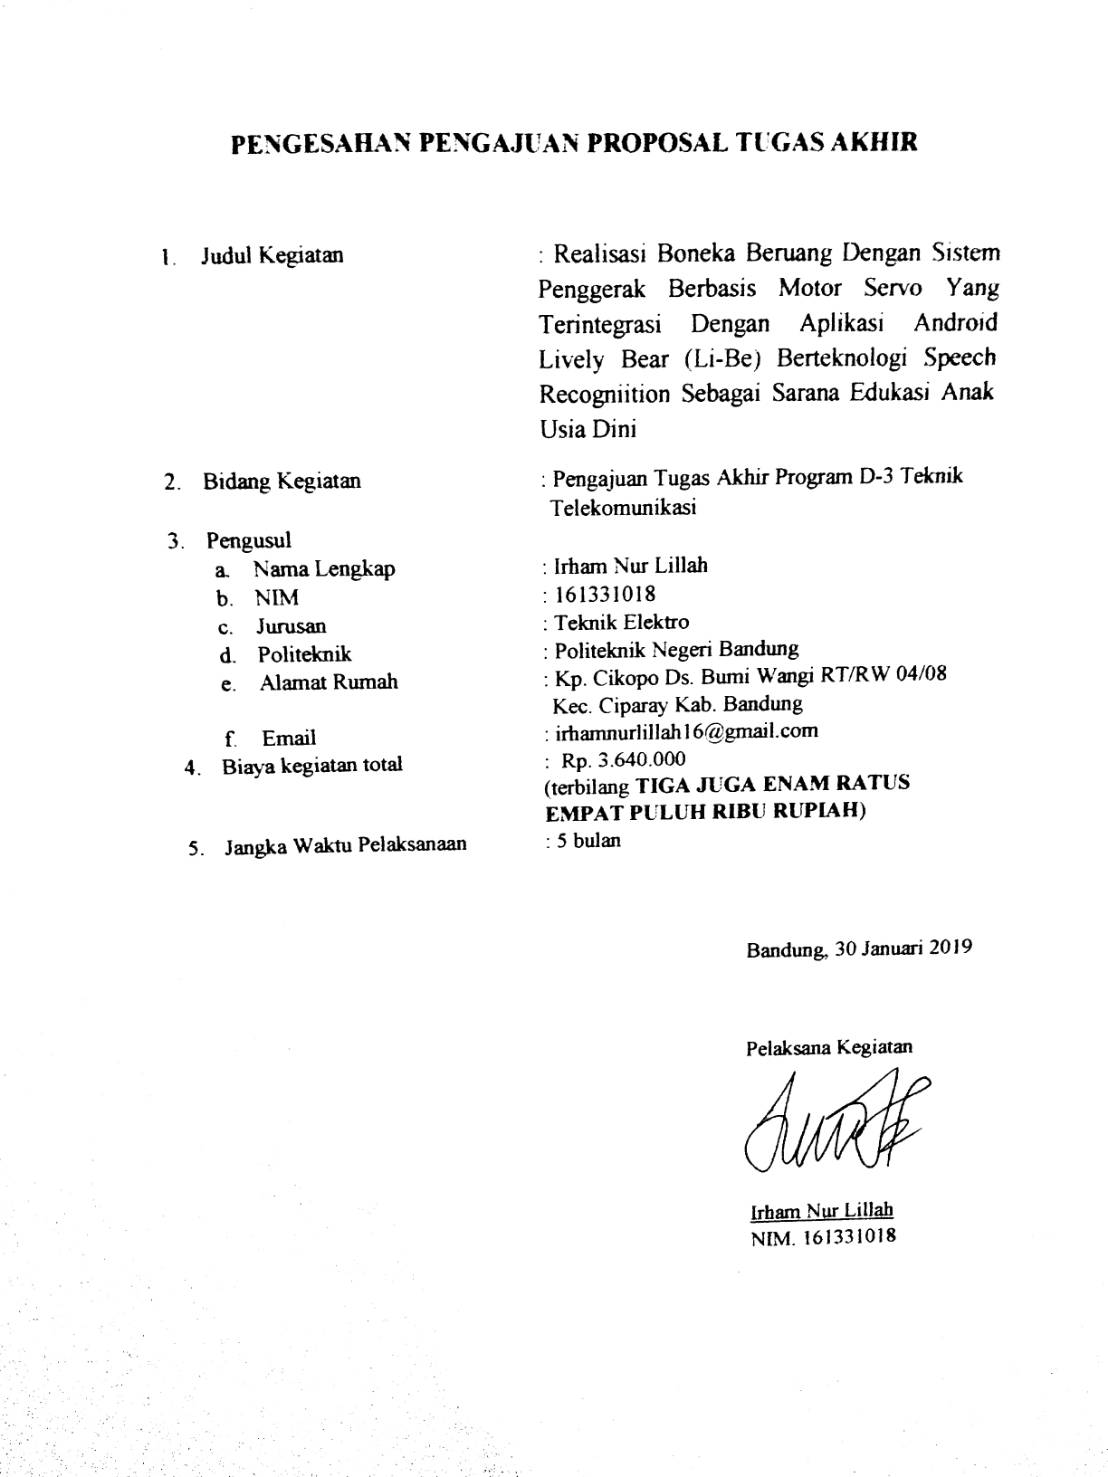 PENGESAHAN PENGAJUAN PROPOSAL TUGAS AKHIR
1. Judul Kegiatan : Realisasi Boneka Beruang Dengan Sistem
Penggerak Berbasis Motor Servo Yang
Terintegrasi Dengan Aplikasi Android
Lively Bear (Li-Be) Berteknologi Speech
Recogniition Sebagai Sarana Edukasi Anak
Usia Dini
2. Bidang Kegiatan : Pengajuan Tugas Akhir Program D-3 Teknik
Telekomunikasi
3. Pengusul
a. Nama Lengkap : Irham Nur Lillah
b. NIM : 161331018
c. Jurusan : Teknik Elektro
d. Politeknik : Politeknik Negeri Bandung
e. Alamat Rumah : Kp. Cikopo Ds. Bumi Wangi RT/RW 04/08
Kec. Ciparay Kab. Bandung
f. Email : irhamnurlillah16@gmail.com
4. Biaya kegiatan total : Rp. 3.640.000
(terbilang TIGA JUGA ENAM RATUS
EMPAT PULUH RIBU RUPIAH)
5. Jangka Waktu Pelaksanaan : 5 bulan
Bandung, 30 Januari 2019
Pelaksana Kegiatan
Irham Nur Lillah
NIM. 161331018